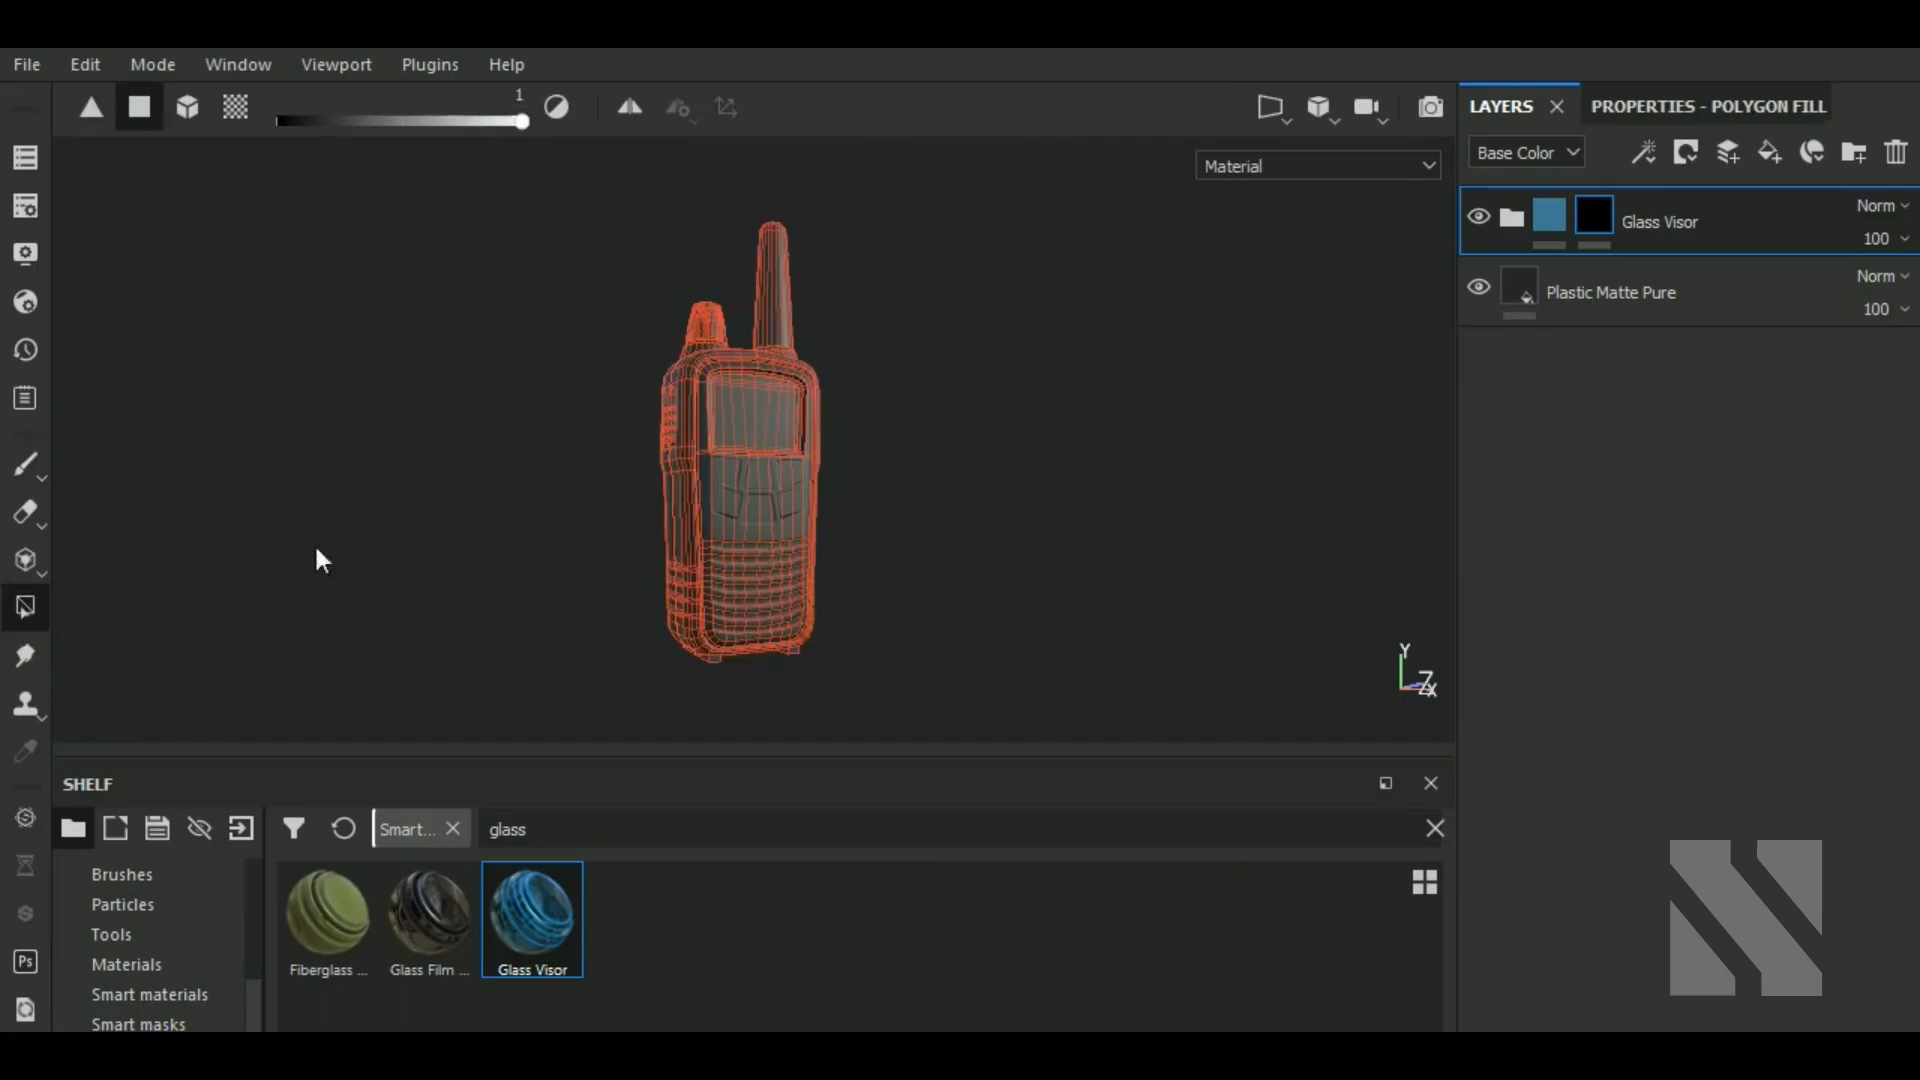 File Edit Mode Window Viewport Plugins Help
1
Material
LAYERS
PROPERTIES - POLYGON FILL
Base Color
Norm
Glass Visor
100
Norm
Plastic Matte Pure
100
Y
Z
X
SHELF
Smart...
glass
Brushes
Particles
Tools
Materials
Smart materials
Smart masks
Fiberglass ...
Glass Film ...
Glass Visor
Ps